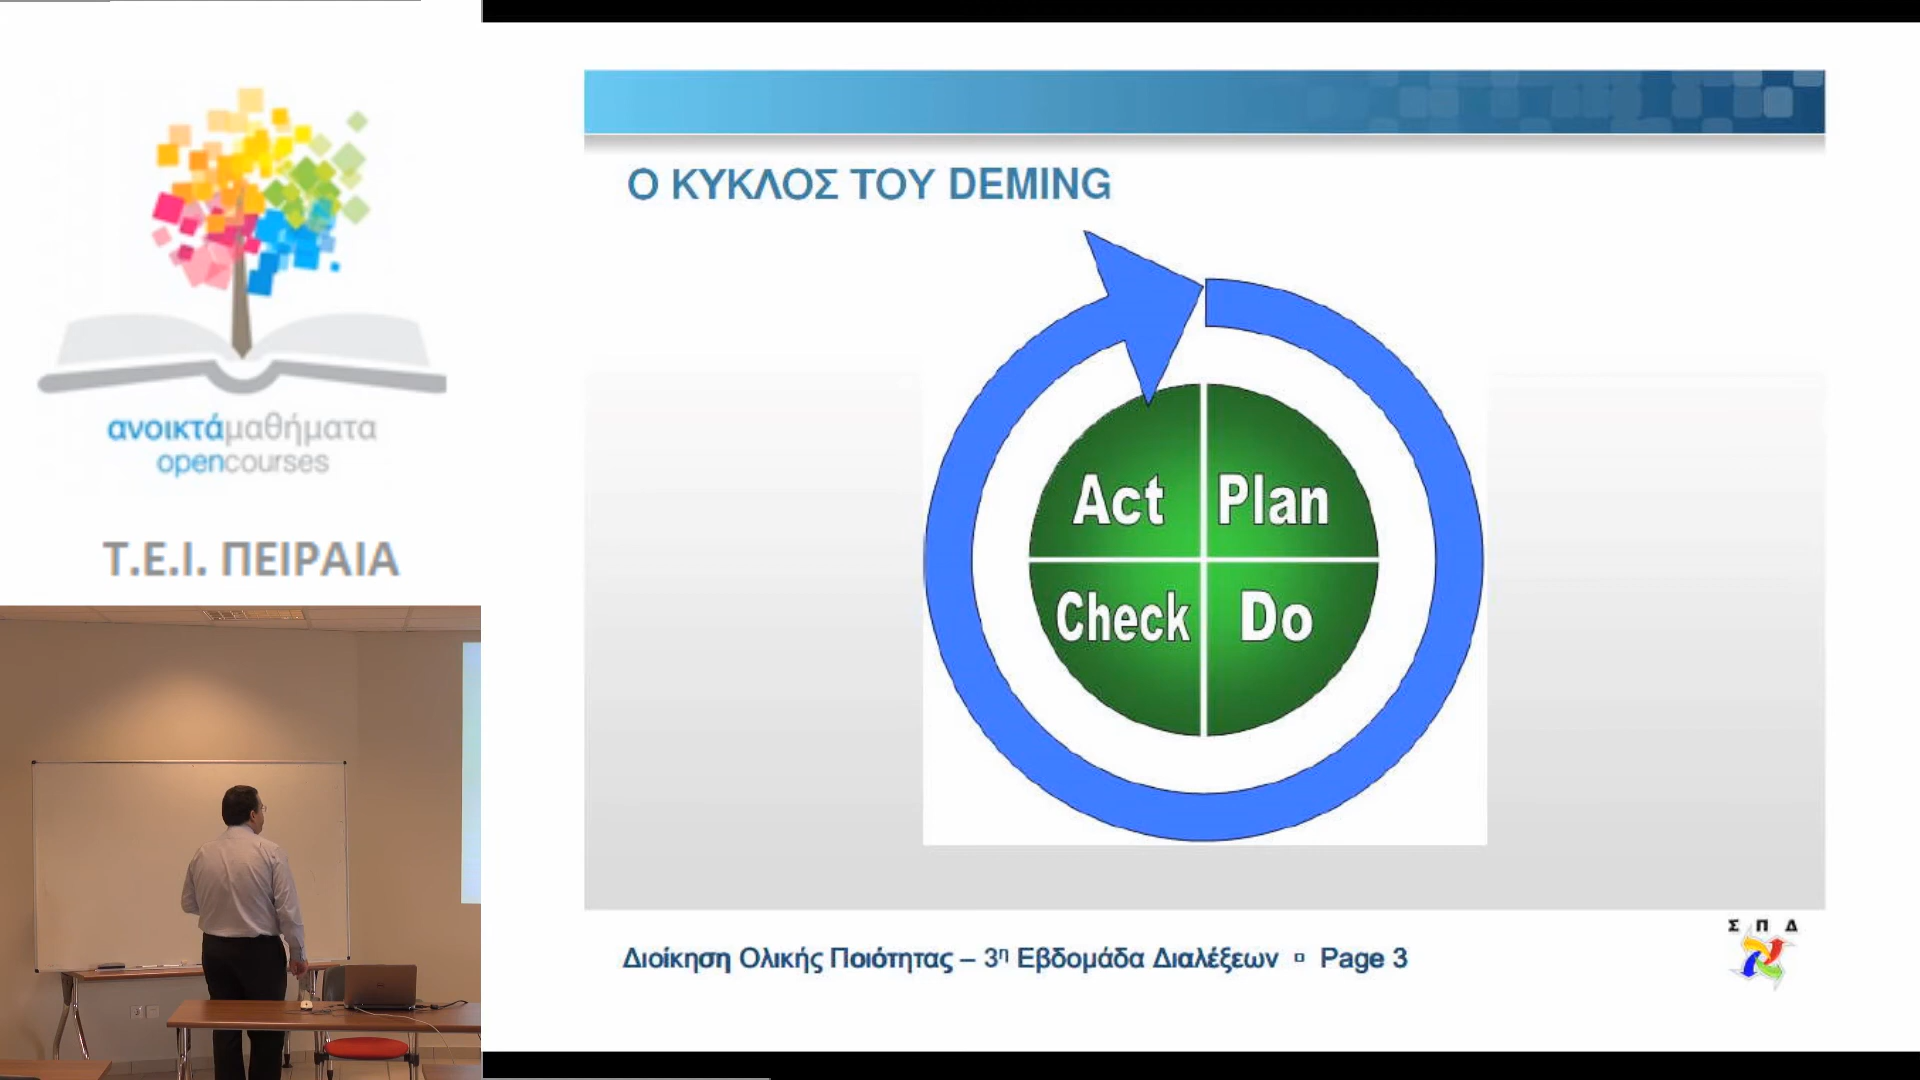 ανοικτάμαθήματα
opencourses
Τ.Ε.Ι. ΠΕΙΡΑΙΑ
Ο ΚΥΚΛΟΣ ΤΟΥ DEMING
Act Plan
Check Do
Σ Π Δ
Διοίκηση Ολικής Ποιότητας – 3η Εβδομάδα Διαλέξεων ▫ Page 3